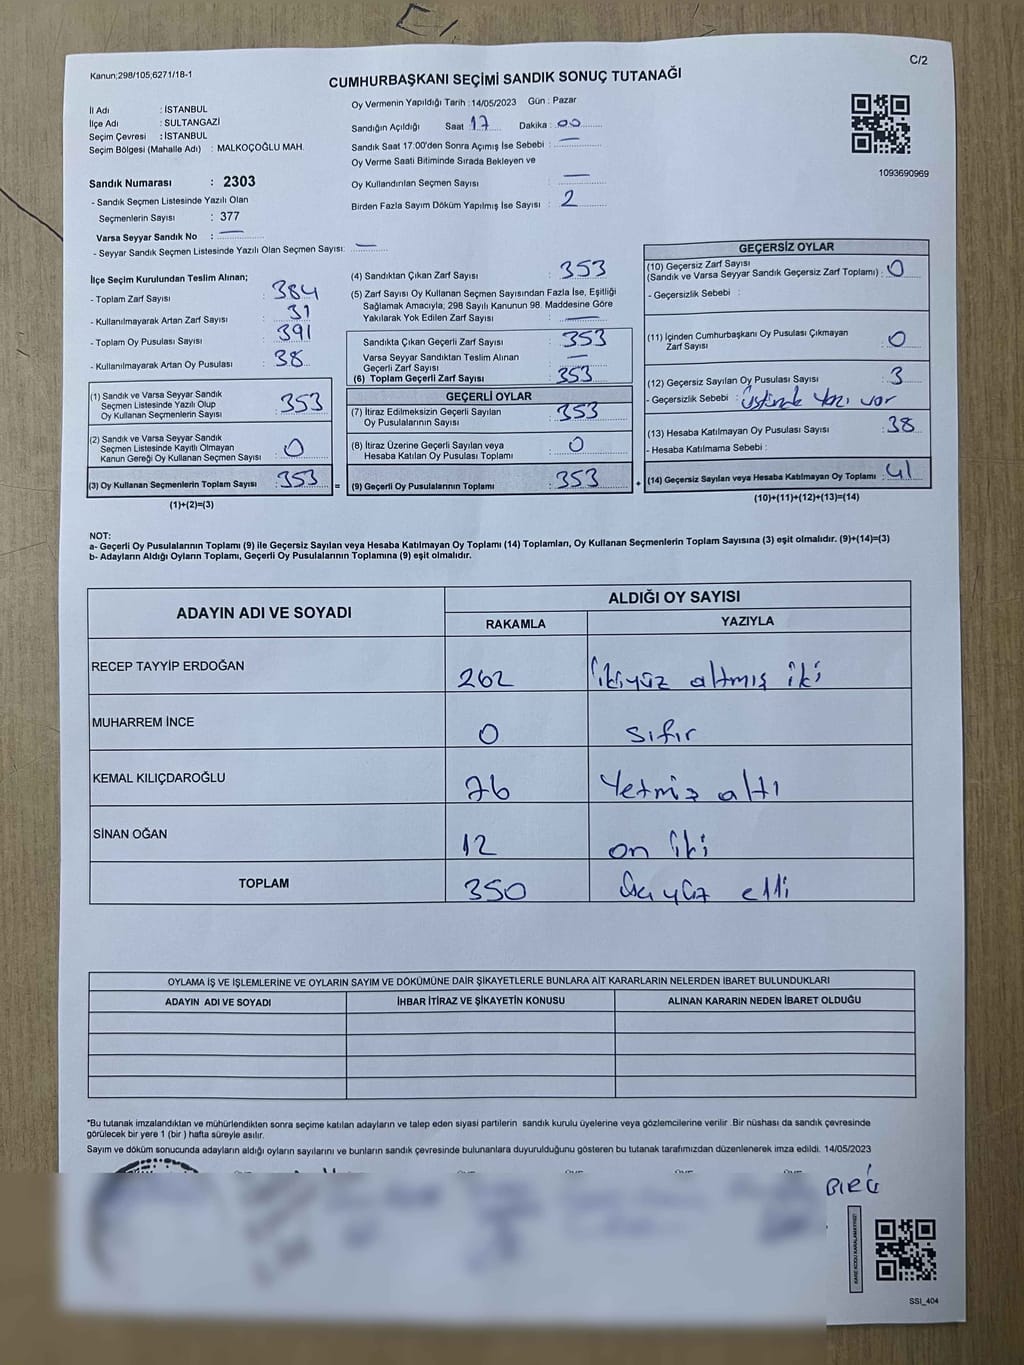 Kanun;298/105;6271/18-1
C/2
CUMHURBAŞKANI SEÇİMİ SANDIK SONUÇ TUTANAĞI
İl Adı : İSTANBUL
İlçe Adı : SULTANGAZİ
Seçim Çevresi : İSTANBUL
Seçim Bölgesi (Mahalle Adı) : MALKOÇOĞLU MAH.
Oy Vermenin Yapıldığı Tarih :14/05/2023 Gün : Pazar
Sandığın Açıldığı Saat 17 Dakika : 00
Sandık Saat 17.00'den Sonra Açımış İse Sebebi : —
Oy Verme Saati Bitiminde Sırada Bekleyen ve
Oy Kullandırılan Seçmen Sayısı : —
Birden Fazla Sayım Döküm Yapılmış İse Sayısı : 2
1093690969
Sandık Numarası : 2303
- Sandık Seçmen Listesinde Yazılı Olan
Seçmenlerin Sayısı : 377
Varsa Seyyar Sandık No : —
- Seyyar Sandık Seçmen Listesinde Yazılı Olan Seçmen Sayısı: —
İlçe Seçim Kurulundan Teslim Alınan;
- Toplam Zarf Sayısı : 384
- Kullanılmayarak Artan Zarf Sayısı : 31
- Toplam Oy Pusulası Sayısı : 391
- Kullanılmayarak Artan Oy Pusulası : 38
(1) Sandık ve Varsa Seyyar Sandık
Seçmen Listesinde Yazılı Olup
Oy Kullanan Seçmenlerin Sayısı : 353
(2) Sandık ve Varsa Seyyar Sandık
Seçmen Listesinde Kayıtlı Olmayan
Kanun Gereği Oy Kullanan Seçmen Sayısı : 0
(3) Oy Kullanan Seçmenlerin Toplam Sayısı : 353 =
(1)+(2)=(3)
(4) Sandıktan Çıkan Zarf Sayısı : 353
(5) Zarf Sayısı Oy Kullanan Seçmen Sayısından Fazla İse, Eşitliği
Sağlamak Amacıyla; 298 Sayılı Kanunun 98. Maddesine Göre
Yakılarak Yok Edilen Zarf Sayısı : —
Sandıkta Çıkan Geçerli Zarf Sayısı : 353
Varsa Seyyar Sandıktan Teslim Alınan
Geçerli Zarf Sayısı : —
(6) Toplam Geçerli Zarf Sayısı : 353
GEÇERLİ OYLAR
(7) İtiraz Edilmeksizin Geçerli Sayılan
Oy Pusulalarının Sayısı : 353
(8) İtiraz Üzerine Geçerli Sayılan veya
Hesaba Katılan Oy Pusulası Toplamı : 0
(9) Geçerli Oy Pusulalarının Toplamı : 353 +
GEÇERSİZ OYLAR
(10) Geçersiz Zarf Sayısı
(Sandık ve Varsa Seyyar Sandık Geçersiz Zarf Toplamı) : 0
- Geçersizlik Sebebi :
(11) İçinden Cumhurbaşkanı Oy Pusulası Çıkmayan
Zarf Sayısı : 0
(12) Geçersiz Sayılan Oy Pusulası Sayısı : 3
- Geçersizlik Sebebi : üstünde yazı var
(13) Hesaba Katılmayan Oy Pusulası Sayısı : 38
- Hesaba Katılmama Sebebi :
(14) Geçersiz Sayılan veya Hesaba Katılmayan Oy Toplamı : 41
(10)+(11)+(12)+(13)=(14)
NOT:
a- Geçerli Oy Pusulalarının Toplamı (9) ile Geçersiz Sayılan veya Hesaba Katılmayan Oy Toplamı (14) Toplamları, Oy Kullanan Seçmenlerin Toplam Sayısına (3) eşit olmalıdır. (9)+(14)=(3)
b- Adayların Aldığı Oyların Toplamı, Geçerli Oy Pusulalarının Toplamına (9) eşit olmalıdır.
ADAYIN ADI VE SOYADI ALDIĞI OY SAYISI
RAKAMLA YAZIYLA
RECEP TAYYİP ERDOĞAN 262 ikiyüz altmış iki
MUHARREM İNCE 0 sıfır
KEMAL KILIÇDAROĞLU 76 Yetmiş altı
SİNAN OĞAN 12 on iki
TOPLAM 350 üçyüz elli
OYLAMA İŞ VE İŞLEMLERİNE VE OYLARIN SAYIM VE DÖKÜMÜNE DAİR ŞİKAYETLERLE BUNLARA AİT KARARLARIN NELERDEN İBARET BULUNDUKLARI
ADAYIN ADI VE SOYADI İHBAR İTİRAZ VE ŞİKAYETİN KONUSU ALINAN KARARIN NEDEN İBARET OLDUĞU
*Bu tutanak imzalandıktan ve mühürlendikten sonra seçime katılan adayların ve talep eden siyasi partilerin sandık kurulu üyelerine veya gözlemcilerine verilir .Bir nüshası da sandık çevresinde
görülecek bir yere 1 (bir ) hafta süreyle asılır.
Sayım ve döküm sonucunda adayların aldığı oyların sayılarını ve bunların sandık çevresinde bulunanlara duyurulduğunu gösteren bu tutanak tarafımızdan düzenlenerek imza edildi. 14/05/2023
SSİ_404